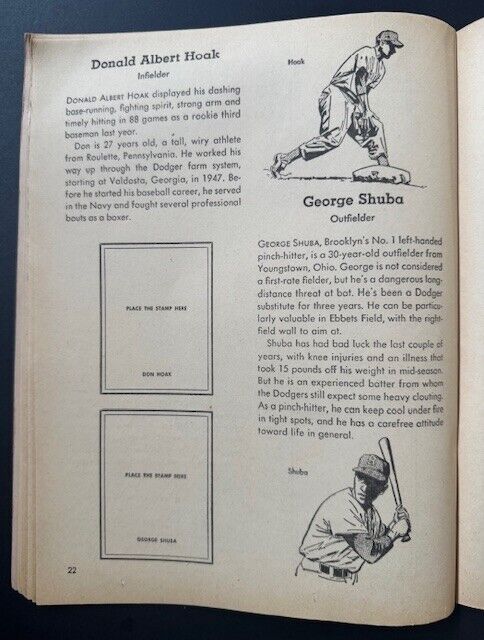 Donald Albert Hoak
Infielder
DONALD ALBERT HOAK displayed his dashing
base-running, fighting spirit, strong arm and
timely hitting in 88 games as a rookie third
baseman last year.
Don is 27 years old, a tall, wiry athlete
from Roulette, Pennsylvania. He worked his
way up through the Dodger farm system,
starting at Valdosta, Georgia, in 1947. Be-
fore he started his baseball career, he served
in the Navy and fought several professional
bouts as a boxer.
PLACE THE STAMP HERE
DON HOAK
PLACE THE STAMP HERE
GEORGE SHUBA
22
Hoak
George Shuba
Outfielder
GEORGE SHUBA, Brooklyn's No. 1 left-handed
pinch-hitter, is a 30-year-old outfielder from
Youngstown, Ohio. George is not considered
a first-rate fielder, but he's a dangerous long-
distance threat at bat. He's been a Dodger
substitute for three years. He can be particu-
larly valuable in Ebbets Field, with the right-
field wall to aim at.
Shuba has had bad luck the last couple of
years, with knee injuries and an illness that
took 15 pounds off his weight in mid-season.
But he is an experienced batter from whom
the Dodgers still expect some heavy clouting.
As a pinch-hitter, he can keep cool under fire
in tight spots, and he has a carefree attitude
toward life in general.
Shuba